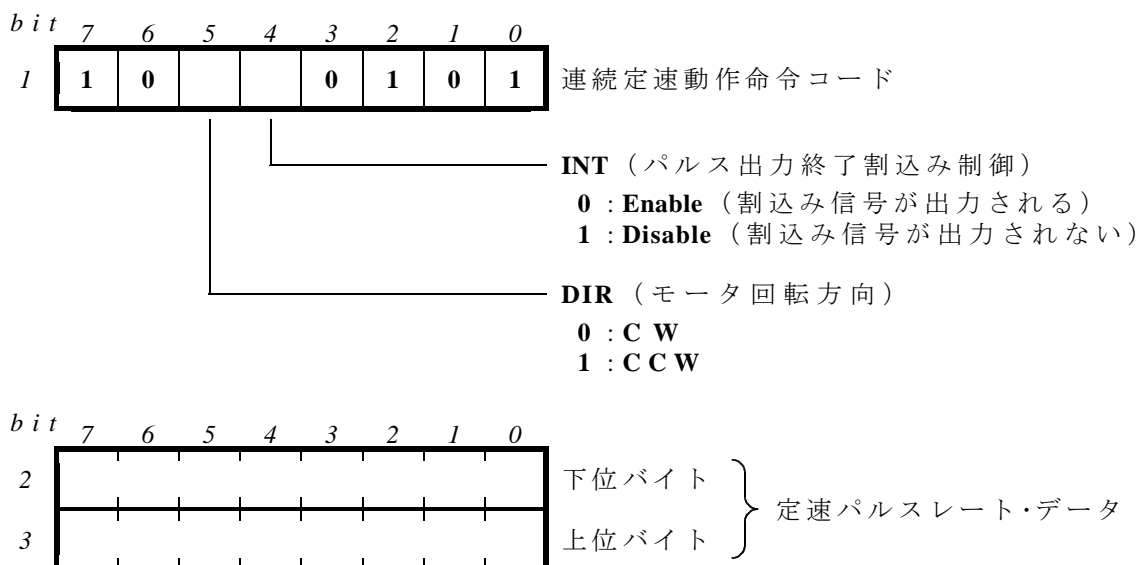 bit 7 6 5 4 3 2 1 0
1 1 0 0 1 0 1 連続定速動作命令コード
INT（パルス出力終了割込み制御）
0：Enable（割込み信号が出力される）
1：Disable（割込み信号が出力されない）
DIR（モータ回転方向）
0：CW
1：CCW
bit 7 6 5 4 3 2 1 0
2 下位バイト
定速パルスレート・データ
3 上位バイト